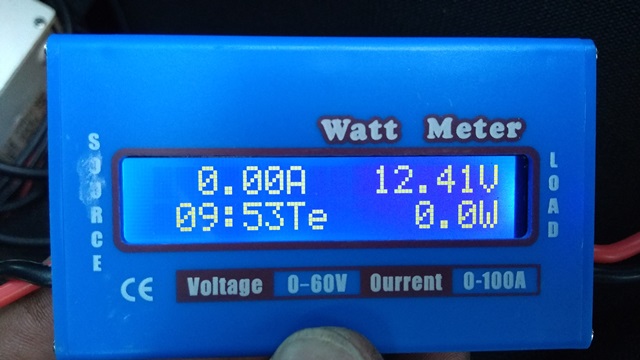 Watt Meter
SOURCE
0.00A 12.41V
09:53Te 0.0W
LOAD
CE Voltage 0-60V Ourrent 0-100A